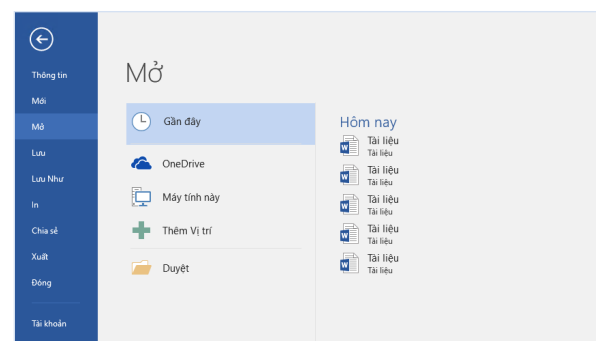 Thông tin
Mới
Mở
Lưu
Lưu Như
In
Chia sẻ
Xuất
Đóng
Tài khoản
Mở
Gần đây
OneDrive
Máy tính này
Thêm Vị trí
Duyệt
Hôm nay
Tài liệu
Tài liệu
Tài liệu
Tài liệu
Tài liệu
Tài liệu
Tài liệu
Tài liệu
Tài liệu
Tài liệu